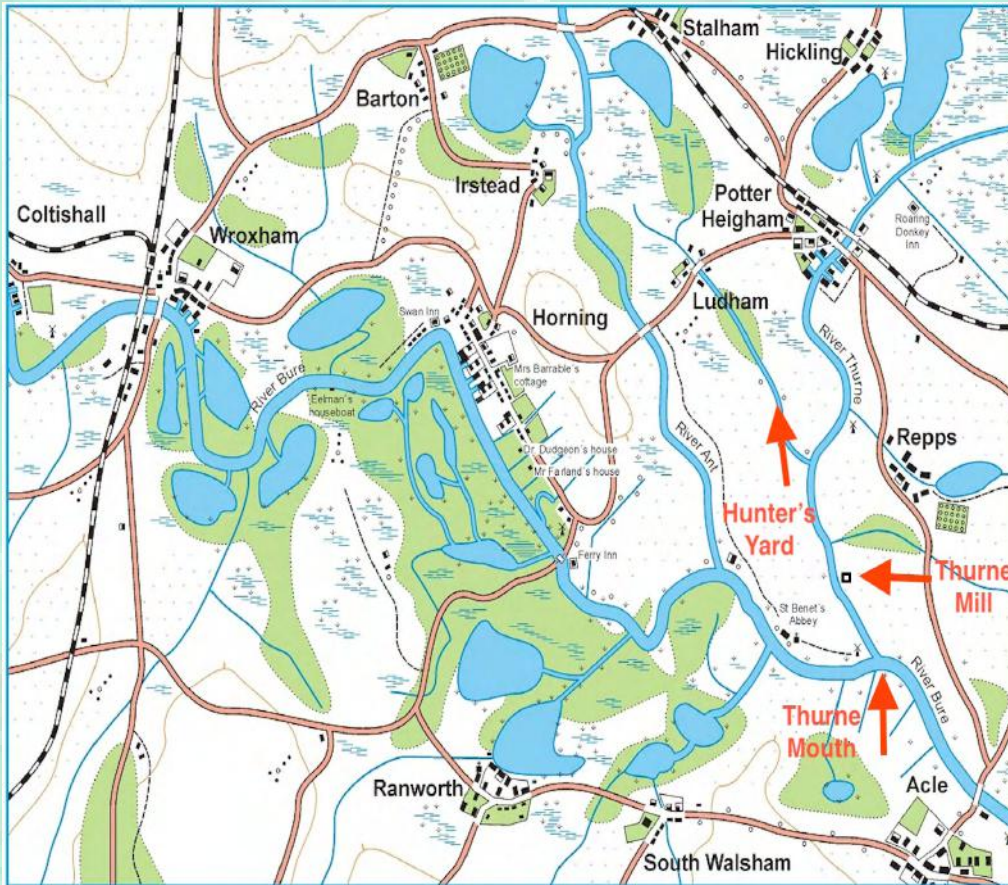 Stalham
Hickling
Barton
Irstead
Potter
Heigham
Roaring
Donkey
Inn
Coltishall
Wroxham
Ludham
Swan Inn
Horning
River Thurne
Mrs Barrable's
cottage
River Bure
Eelman's
houseboat
River Ant
Repps
Dr. Dudgeon's house
Mr Farland's house
Hunter's
Yard
Ferry Inn
Thurne
Mill
St Benet's
Abbey
River Bure
Thurne
Mouth
Ranworth
Acle
South Walsham